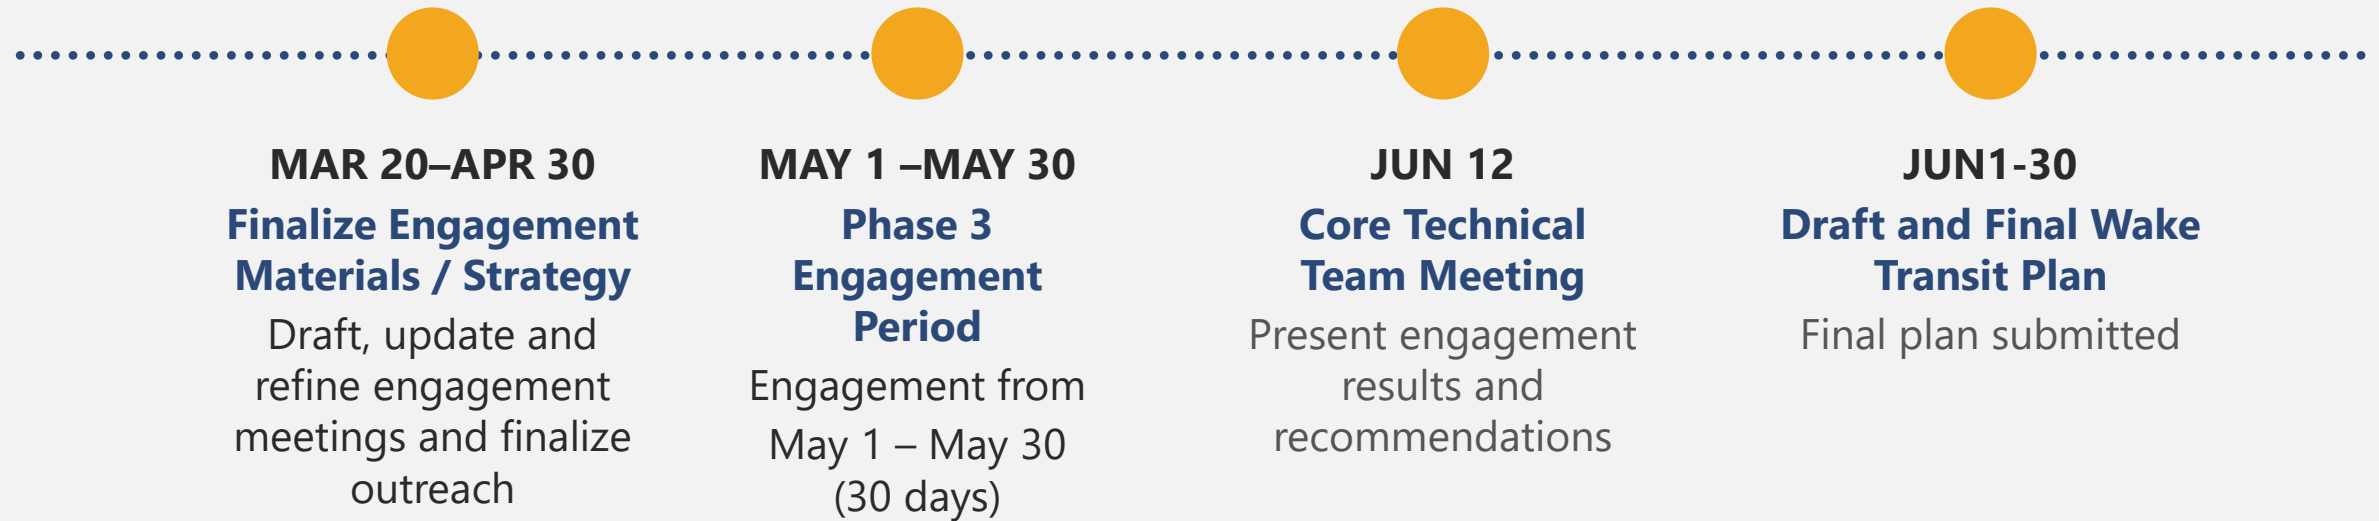 MAR 20–APR 30
Finalize Engagement
Materials / Strategy
Draft, update and
refine engagement
meetings and finalize
outreach
MAY 1 –MAY 30
Phase 3
Engagement
Period
Engagement from
May 1 – May 30
(30 days)
JUN 12
Core Technical
Team Meeting
Present engagement
results and
recommendations
JUN1-30
Draft and Final Wake
Transit Plan
Final plan submitted